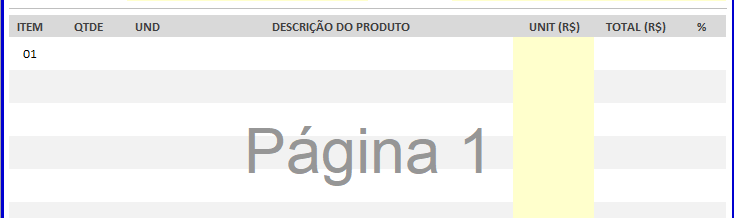 ITEM QTDE UND DESCRIÇÃO DO PRODUTO UNIT (R$) TOTAL (R$) %
01
Página 1